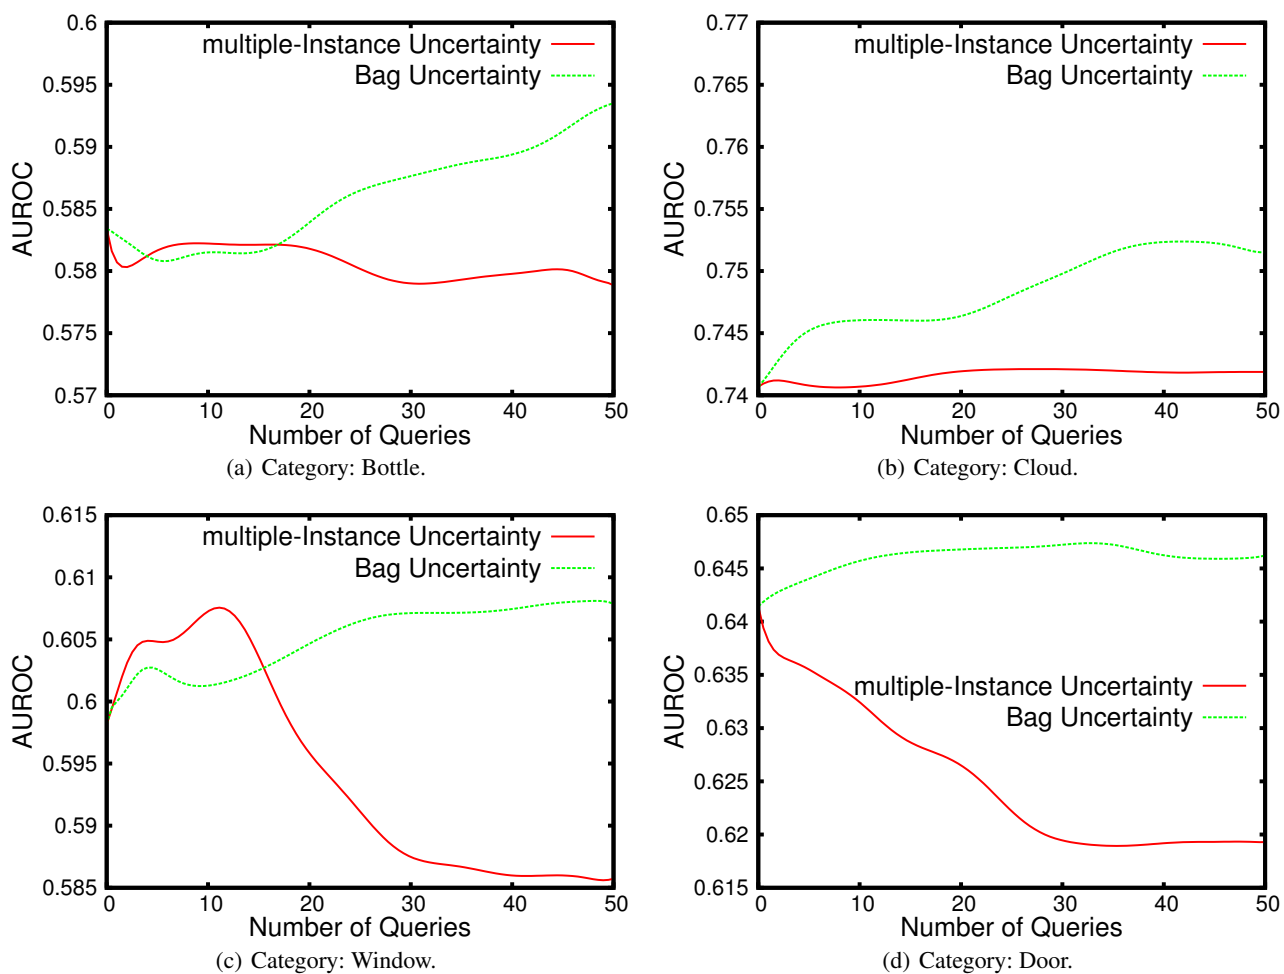 0.6
0.595
0.59
0.585
0.58
0.575
0.57
AUROC
multiple-Instance Uncertainty
Bag Uncertainty
0 10 20 30 40 50
Number of Queries
(a) Category: Bottle.
0.77
0.765
0.76
0.755
0.75
0.745
0.74
AUROC
multiple-Instance Uncertainty
Bag Uncertainty
0 10 20 30 40 50
Number of Queries
(b) Category: Cloud.
0.615
0.61
0.605
0.6
0.595
0.59
0.585
AUROC
multiple-Instance Uncertainty
Bag Uncertainty
0 10 20 30 40 50
Number of Queries
(c) Category: Window.
0.65
0.645
0.64
0.635
0.63
0.625
0.62
0.615
AUROC
multiple-Instance Uncertainty
Bag Uncertainty
0 10 20 30 40 50
Number of Queries
(d) Category: Door.